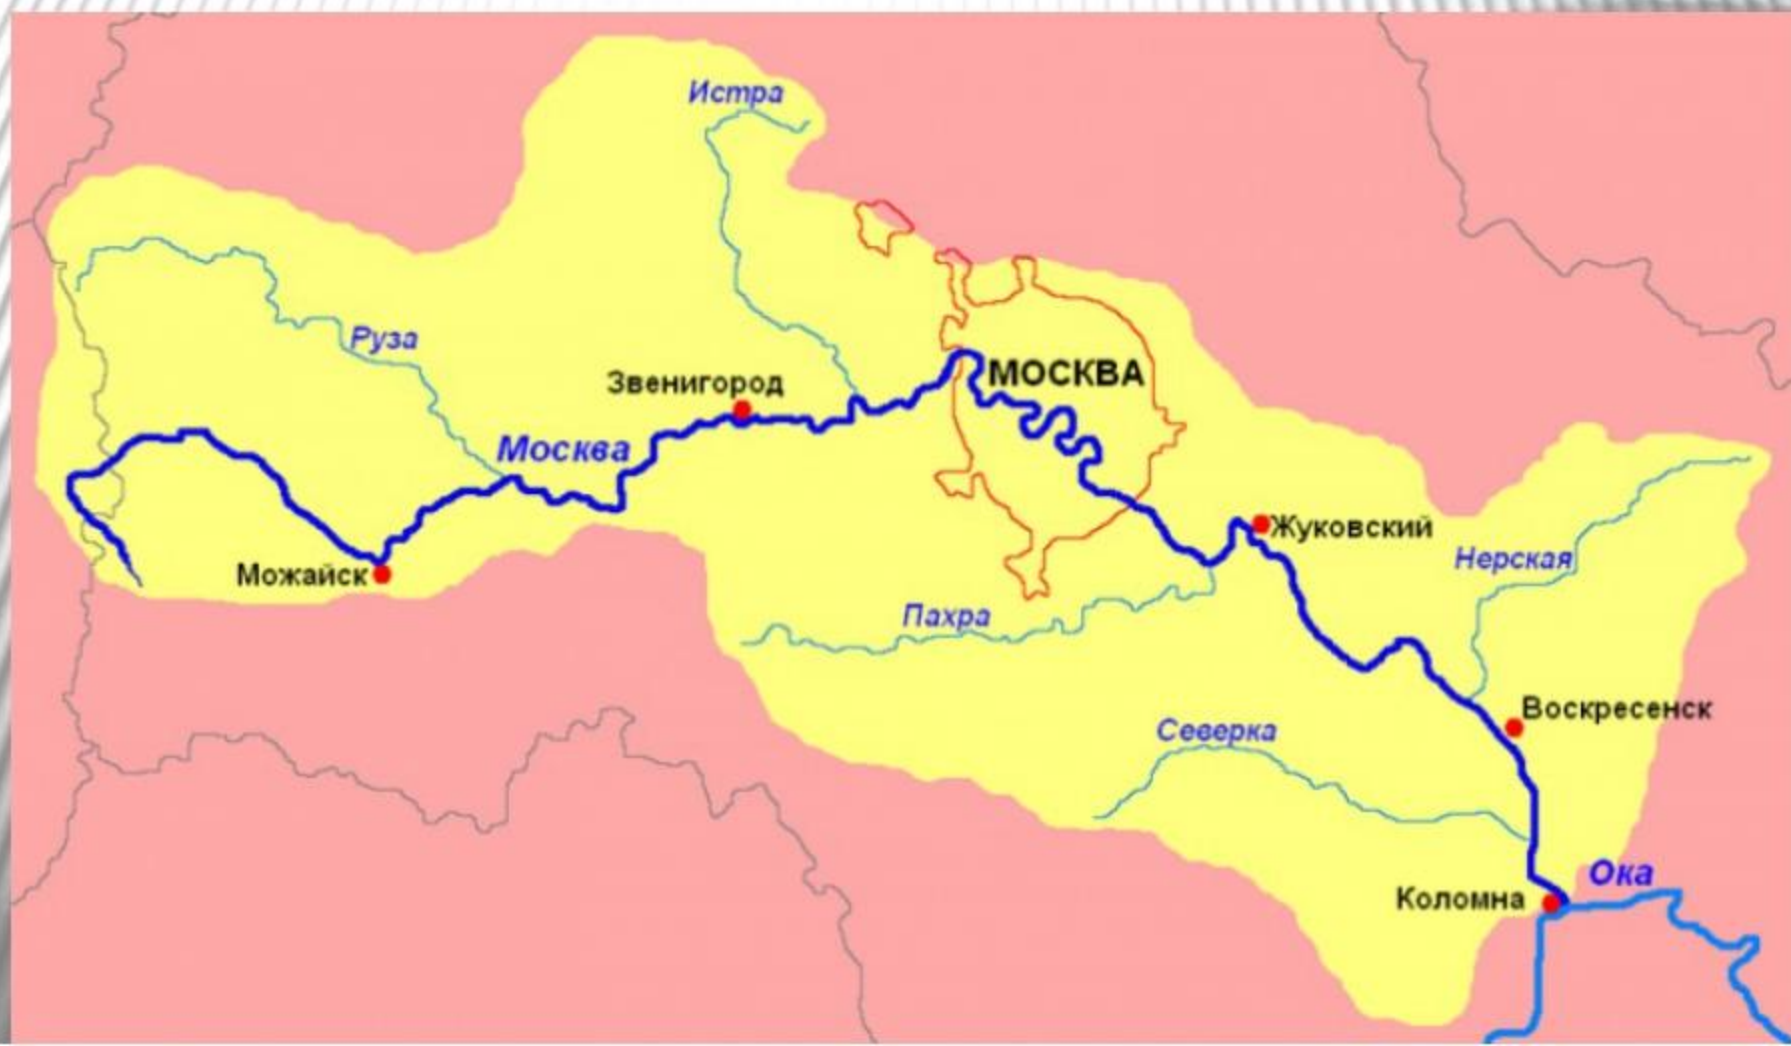 Истра
Руза
Звенигород
МОСКВА
Москва
Можайск
Жуковский
Нерская
Пахра
Воскресенск
Северка
Ока
Коломна